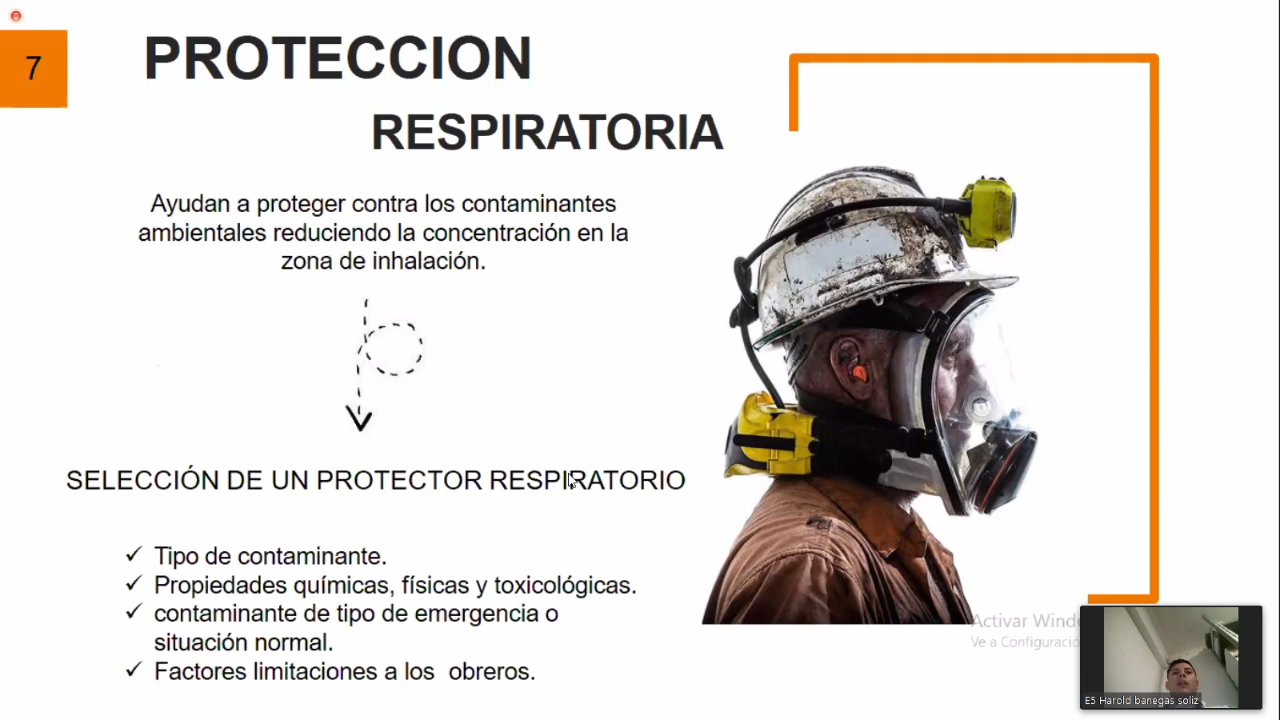 7
PROTECCION
RESPIRATORIA
Ayudan a proteger contra los contaminantes
ambientales reduciendo la concentración en la
zona de inhalación.
SELECCIÓN DE UN PROTECTOR RESPIRATORIO
✓ Tipo de contaminante.
✓ Propiedades químicas, físicas y toxicológicas.
✓ contaminante de tipo de emergencia o
situación normal.
✓ Factores limitaciones a los obreros.
Activar Wind
Ve a Configuració
E5 Harold banegas soliz